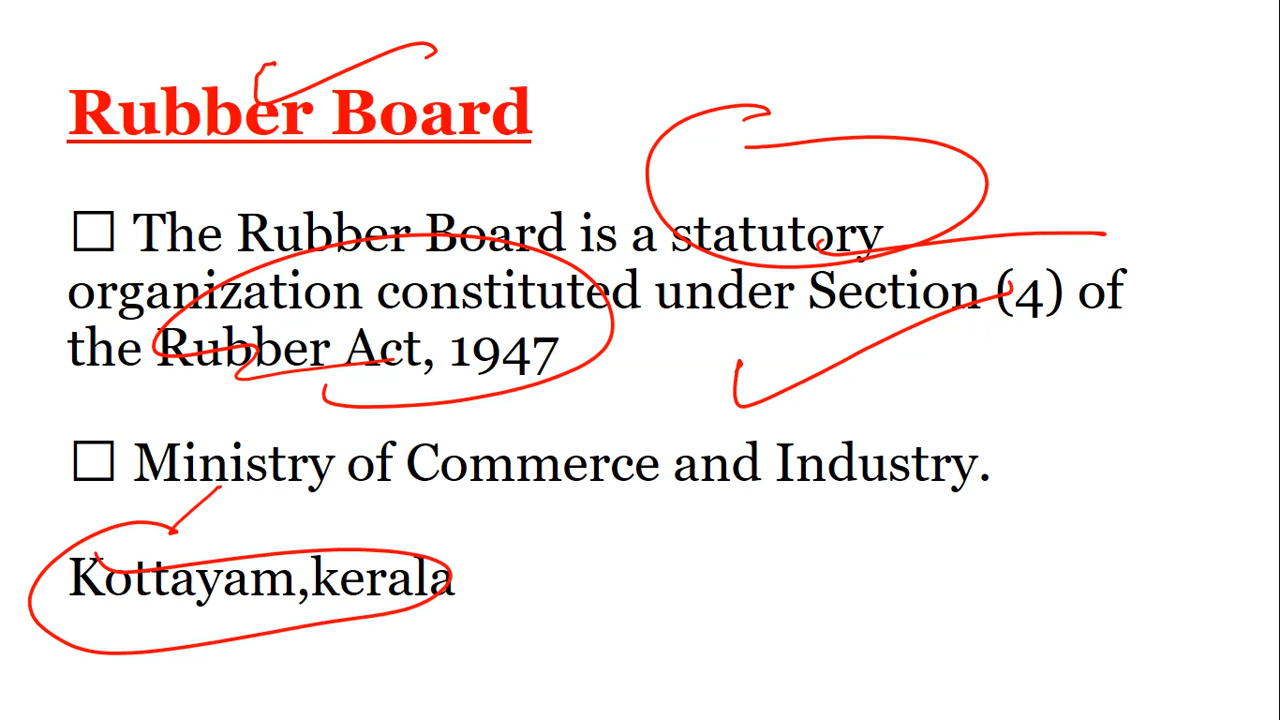 Rubber Board
☐ The Rubber Board is a statutory
organization constituted under Section (4) of
the Rubber Act, 1947
☐ Ministry of Commerce and Industry.
Kottayam,kerala